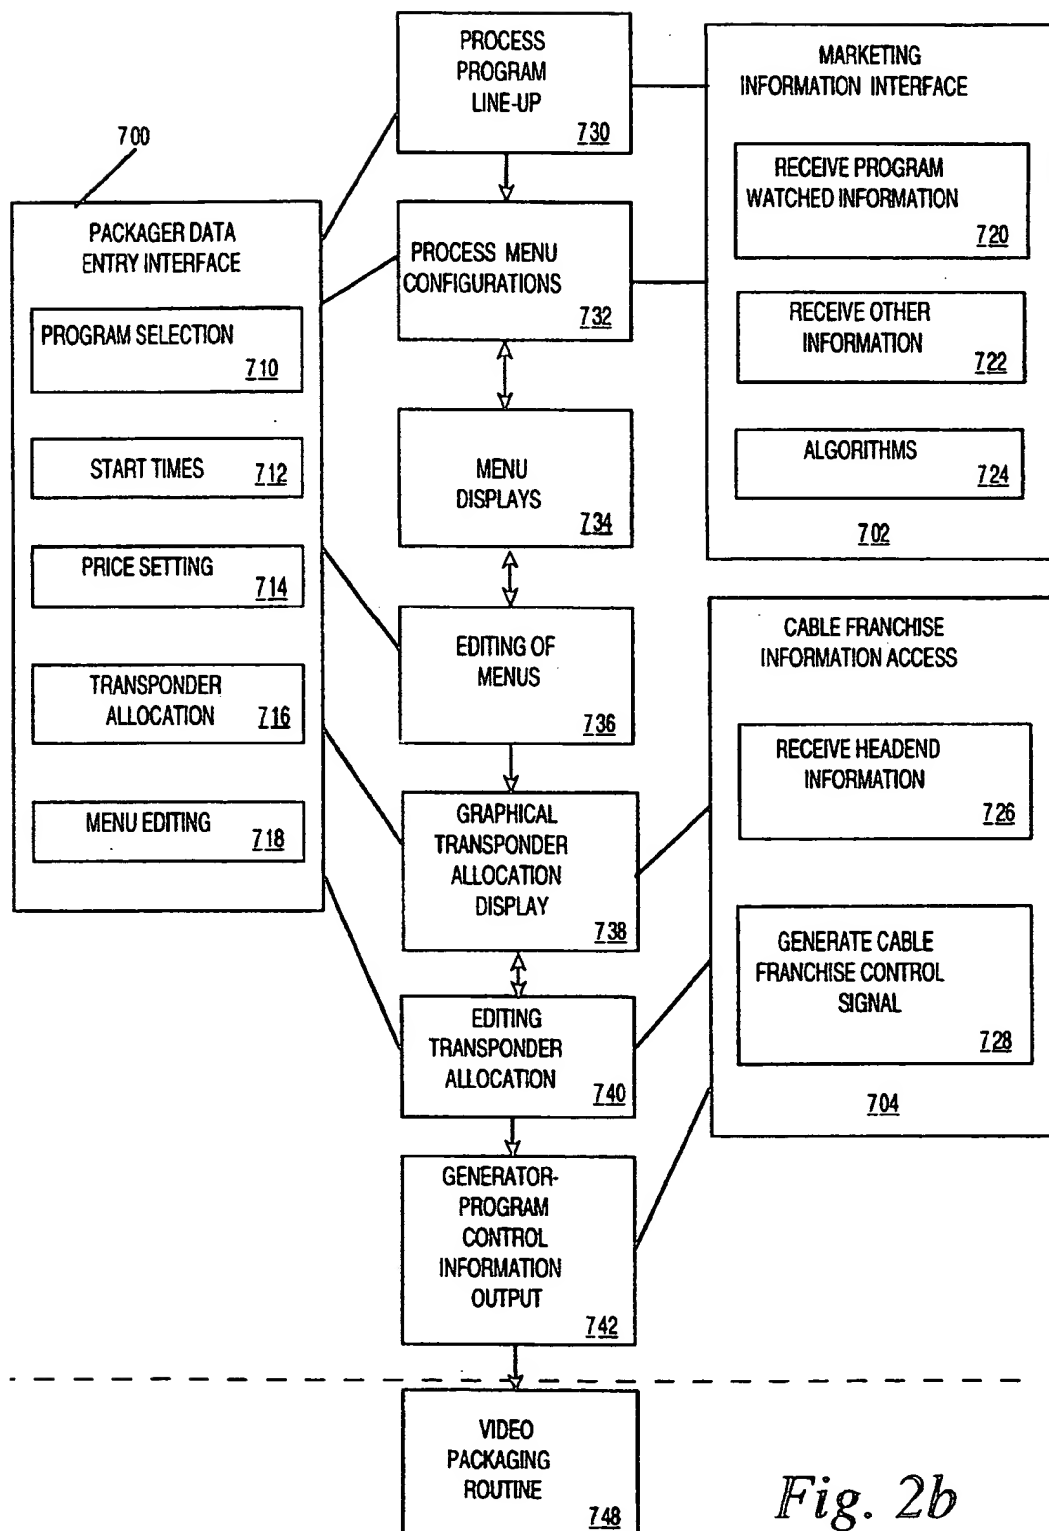 700
PACKAGER DATA
ENTRY INTERFACE
PROGRAM SELECTION
710
START TIMES 712
PRICE SETTING
714
TRANSPONDER
ALLOCATION 716
MENU EDITING 718
PROCESS
PROGRAM
LINE-UP
730
PROCESS MENU
CONFIGURATIONS
732
MENU
DISPLAYS
734
EDITING OF
MENUS
736
GRAPHICAL
TRANSPONDER
ALLOCATION
DISPLAY
738
EDITING
TRANSPONDER
ALLOCATION
740
GENERATOR-
PROGRAM
CONTROL
INFORMATION
OUTPUT
742
VIDEO
PACKAGING
ROUTINE
748
MARKETING
INFORMATION INTERFACE
RECEIVE PROGRAM
WATCHED INFORMATION
720
RECEIVE OTHER
INFORMATION
722
ALGORITHMS
724
702
CABLE FRANCHISE
INFORMATION ACCESS
RECEIVE HEADEND
INFORMATION
726
GENERATE CABLE
FRANCHISE CONTROL
SIGNAL
728
704
Fig. 2b